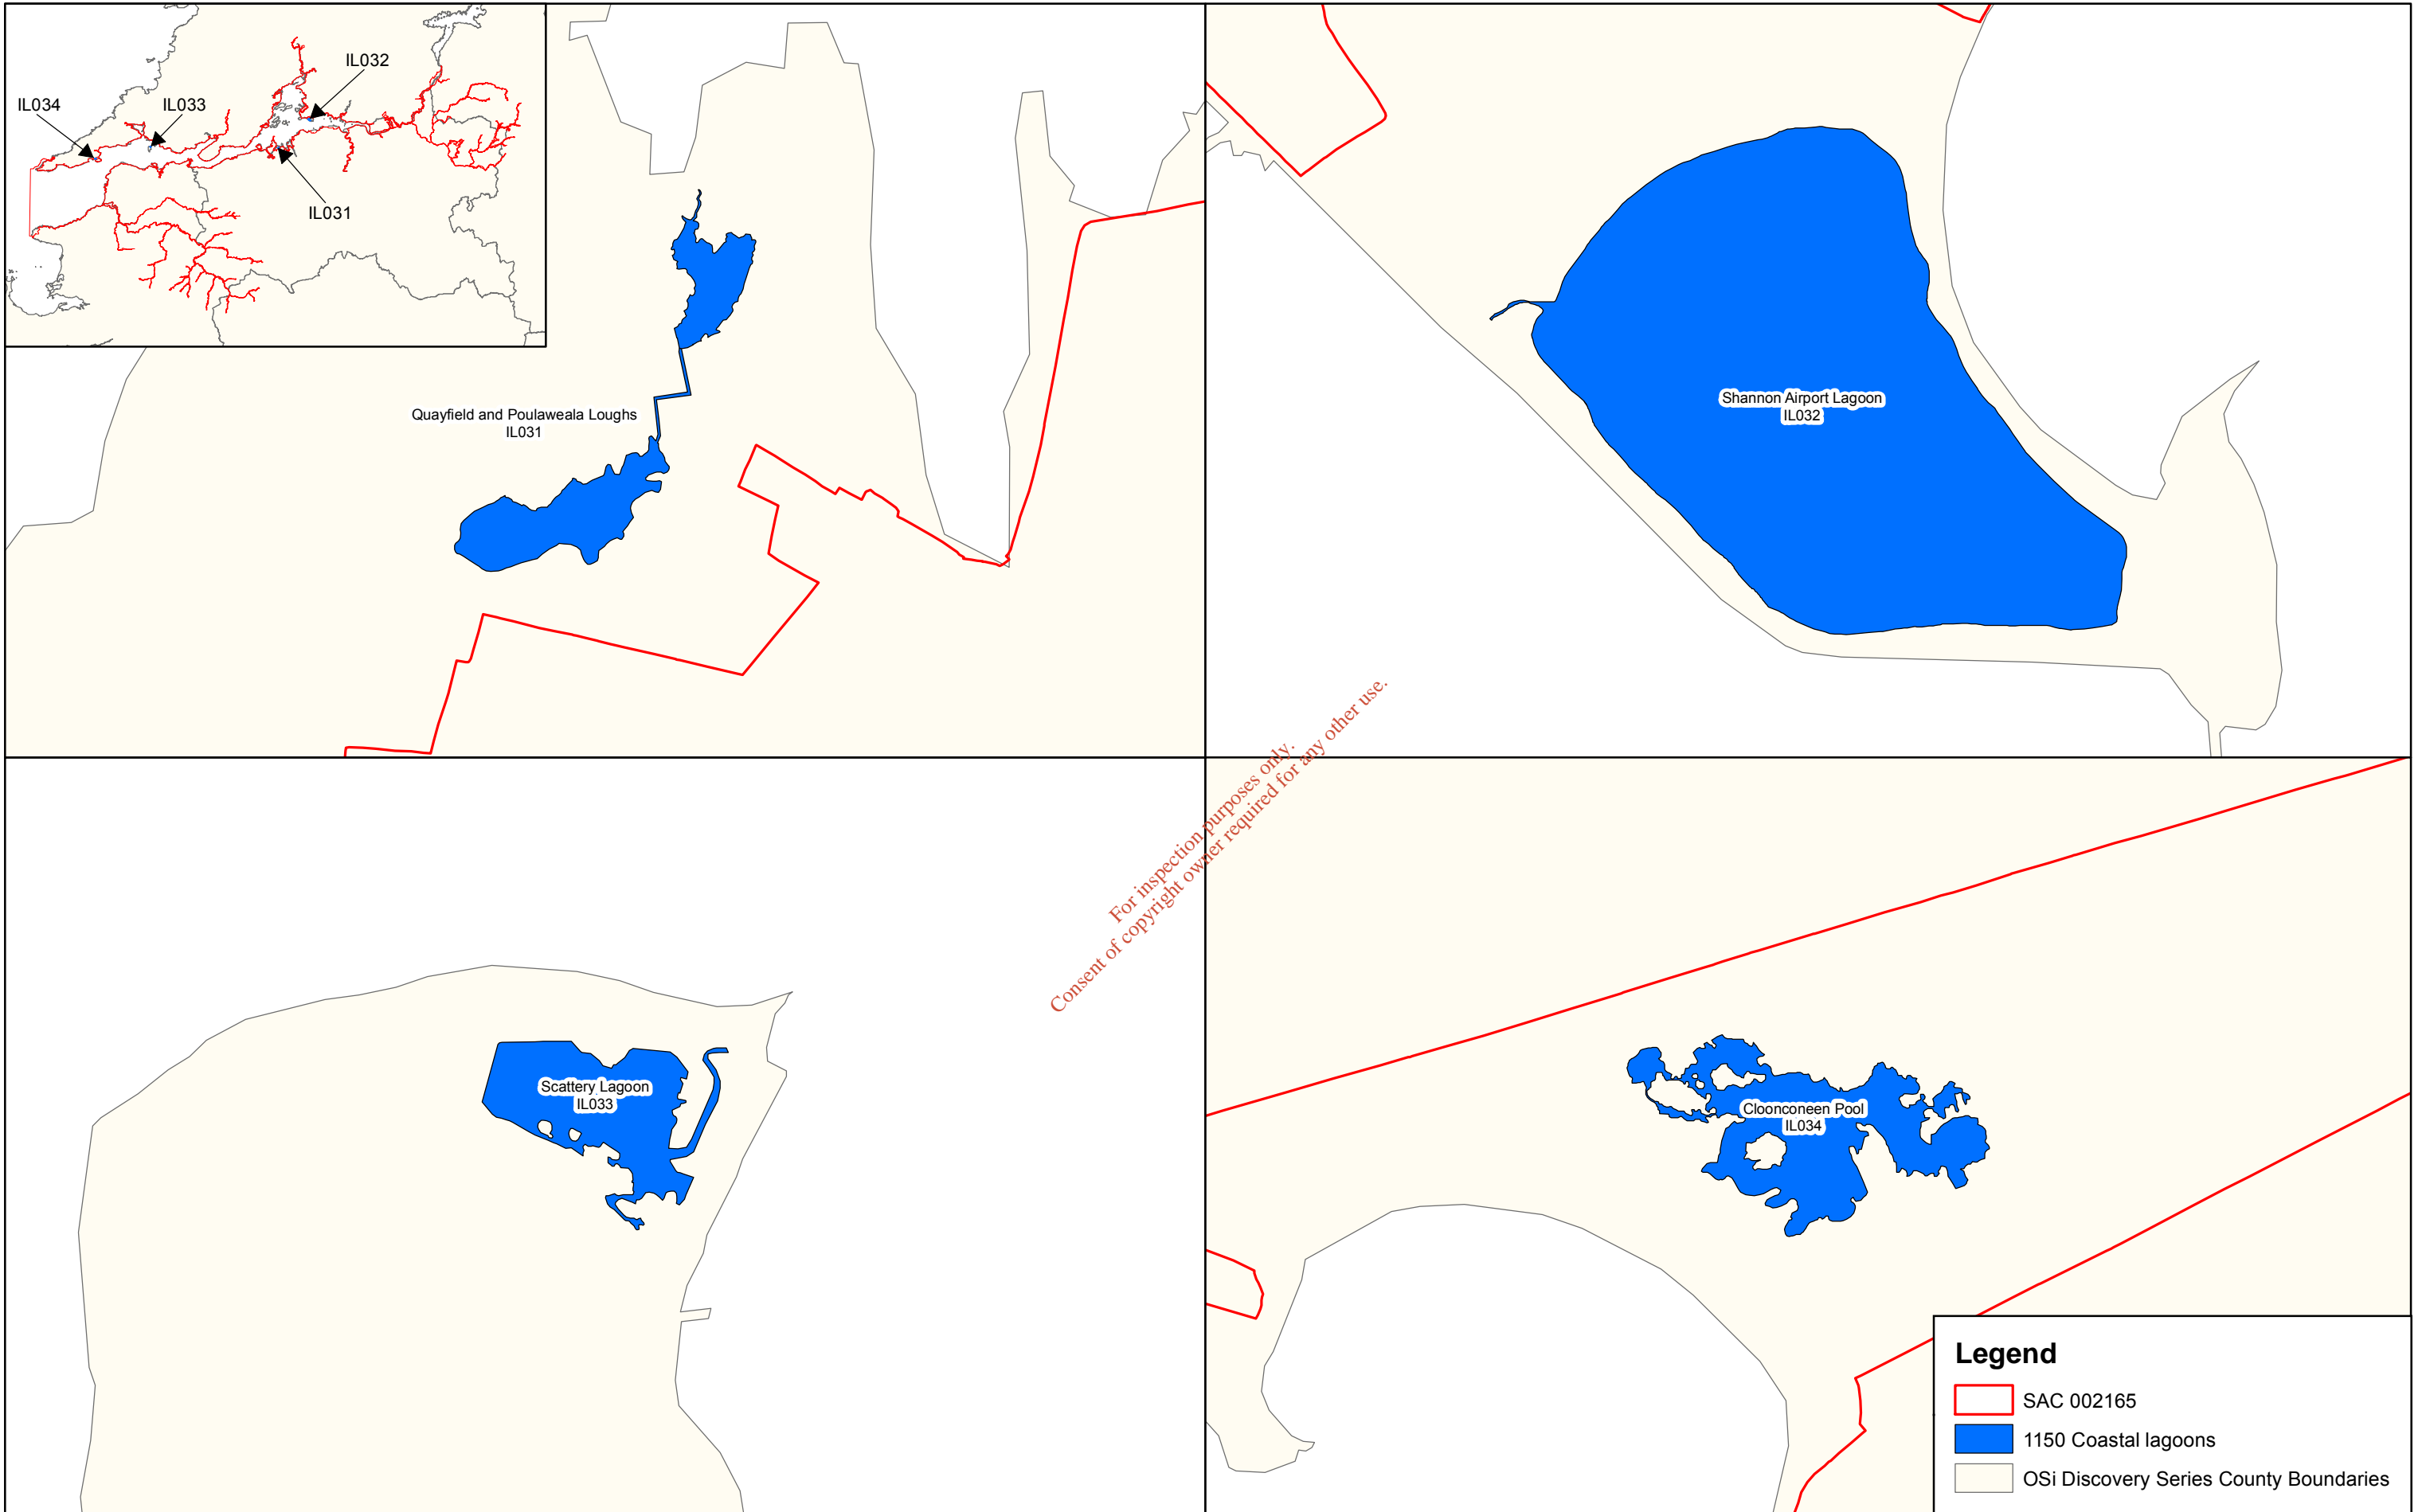 IL032
IL034
IL033
IL031
Quayfield and Poulaweala Loughs
IL031
Shannon Airport Lagoon
IL032
For inspection purposes only.
Consent of copyright owner required for any other use.
Scattery Lagoon
IL033
Cloonconeen Pool
IL034
Legend
SAC 002165
1150 Coastal lagoons
OSi Discovery Series County Boundaries